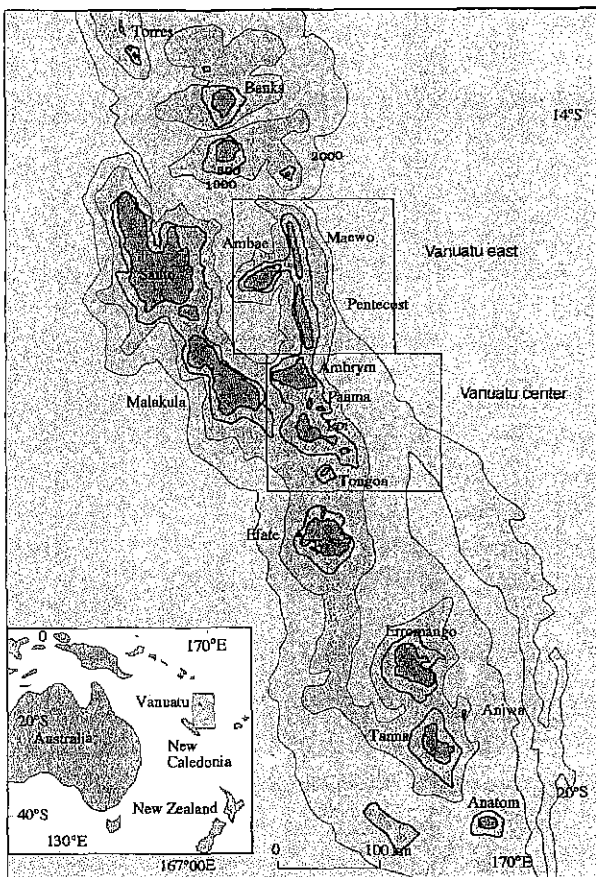 Torres
Banks
14°S
2000
500
1000
Ambae
Maewo
Vanuatu east
Santo
Pentecost
Ambrym
Vanuatu center
Paama
Malakula
Epi
Tongoa
Efate
Erromango
0
170°E
Vanuatu
Aniwa
20°S
Australia
Tanna
New
Caledonia
20°S
Anatom
New Zealand
40°S
130°E
0
100 km
167°00'E
170°E